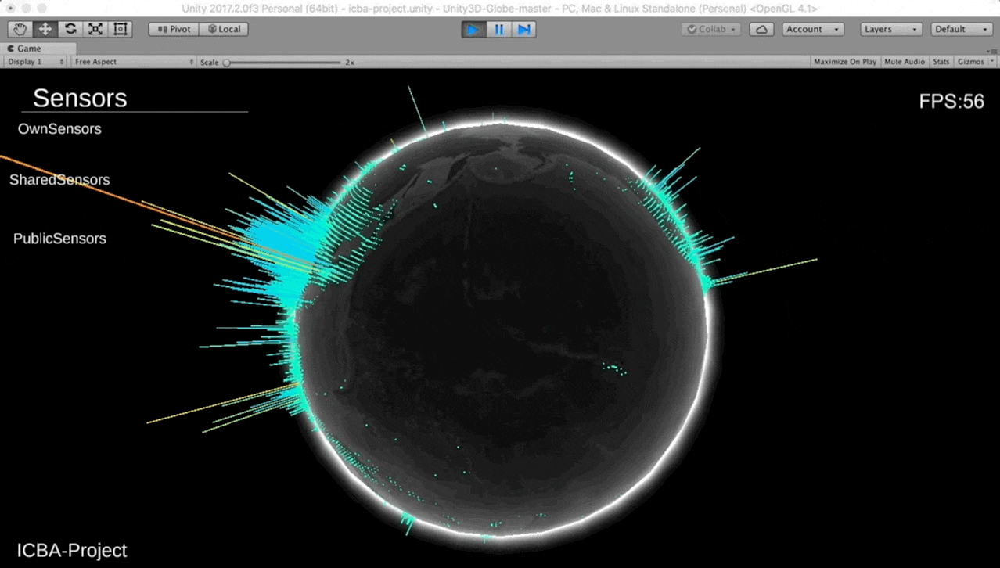 Unity 2017.2.0f3 Personal (64bit) - icba-project.unity - Unity3D-Globe-master - PC, Mac & Linux Standalone (Personal) <OpenGL 4.1>
Pivot Local Collab Account Layers Default
Game
Display 1 Free Aspect Scale 2x Maximize On Play Mute Audio Stats Gizmos
Sensors
FPS:56
OwnSensors
SharedSensors
PublicSensors
ICBA-Project